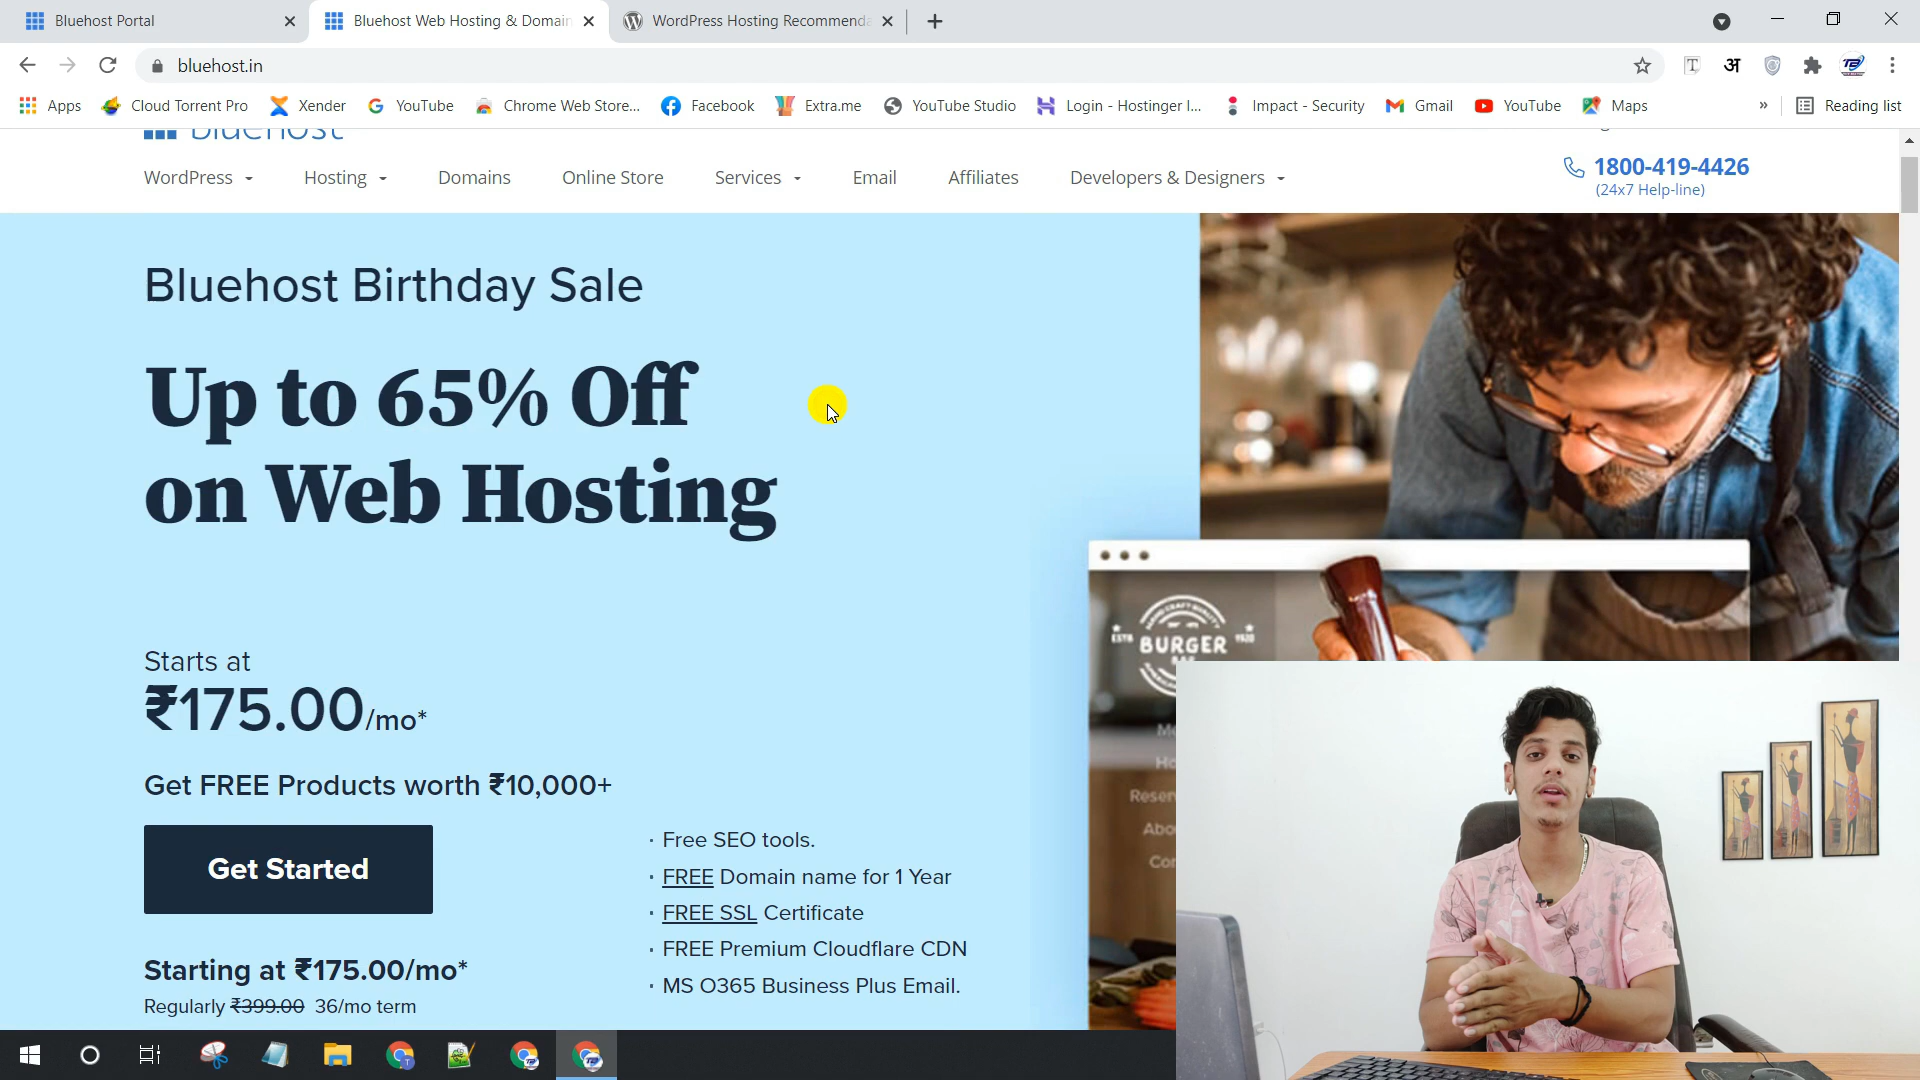 Bluehost Portal
Bluehost Web Hosting & Domain
WordPress Hosting Recommenda
bluehost.in
Apps
Cloud Torrent Pro
Xender
YouTube
Chrome Web Store...
Facebook
Extra.me
YouTube Studio
Login - Hostinger I...
Impact - Security
Gmail
YouTube
Maps
»
Reading list
bluehost
WordPress
Hosting
Domains
Online Store
Services
Email
Affiliates
Developers & Designers
1800-419-4426
(24x7 Help-line)
Bluehost Birthday Sale
Up to 65% Off
on Web Hosting
Starts at
₹175.00/mo*
Get FREE Products worth ₹10,000+
Get Started
· Free SEO tools.
· FREE Domain name for 1 Year
· FREE SSL Certificate
· FREE Premium Cloudflare CDN
· MS O365 Business Plus Email.
Starting at ₹175.00/mo*
Regularly ₹399.00 36/mo term
ESTD
BURGER
1920